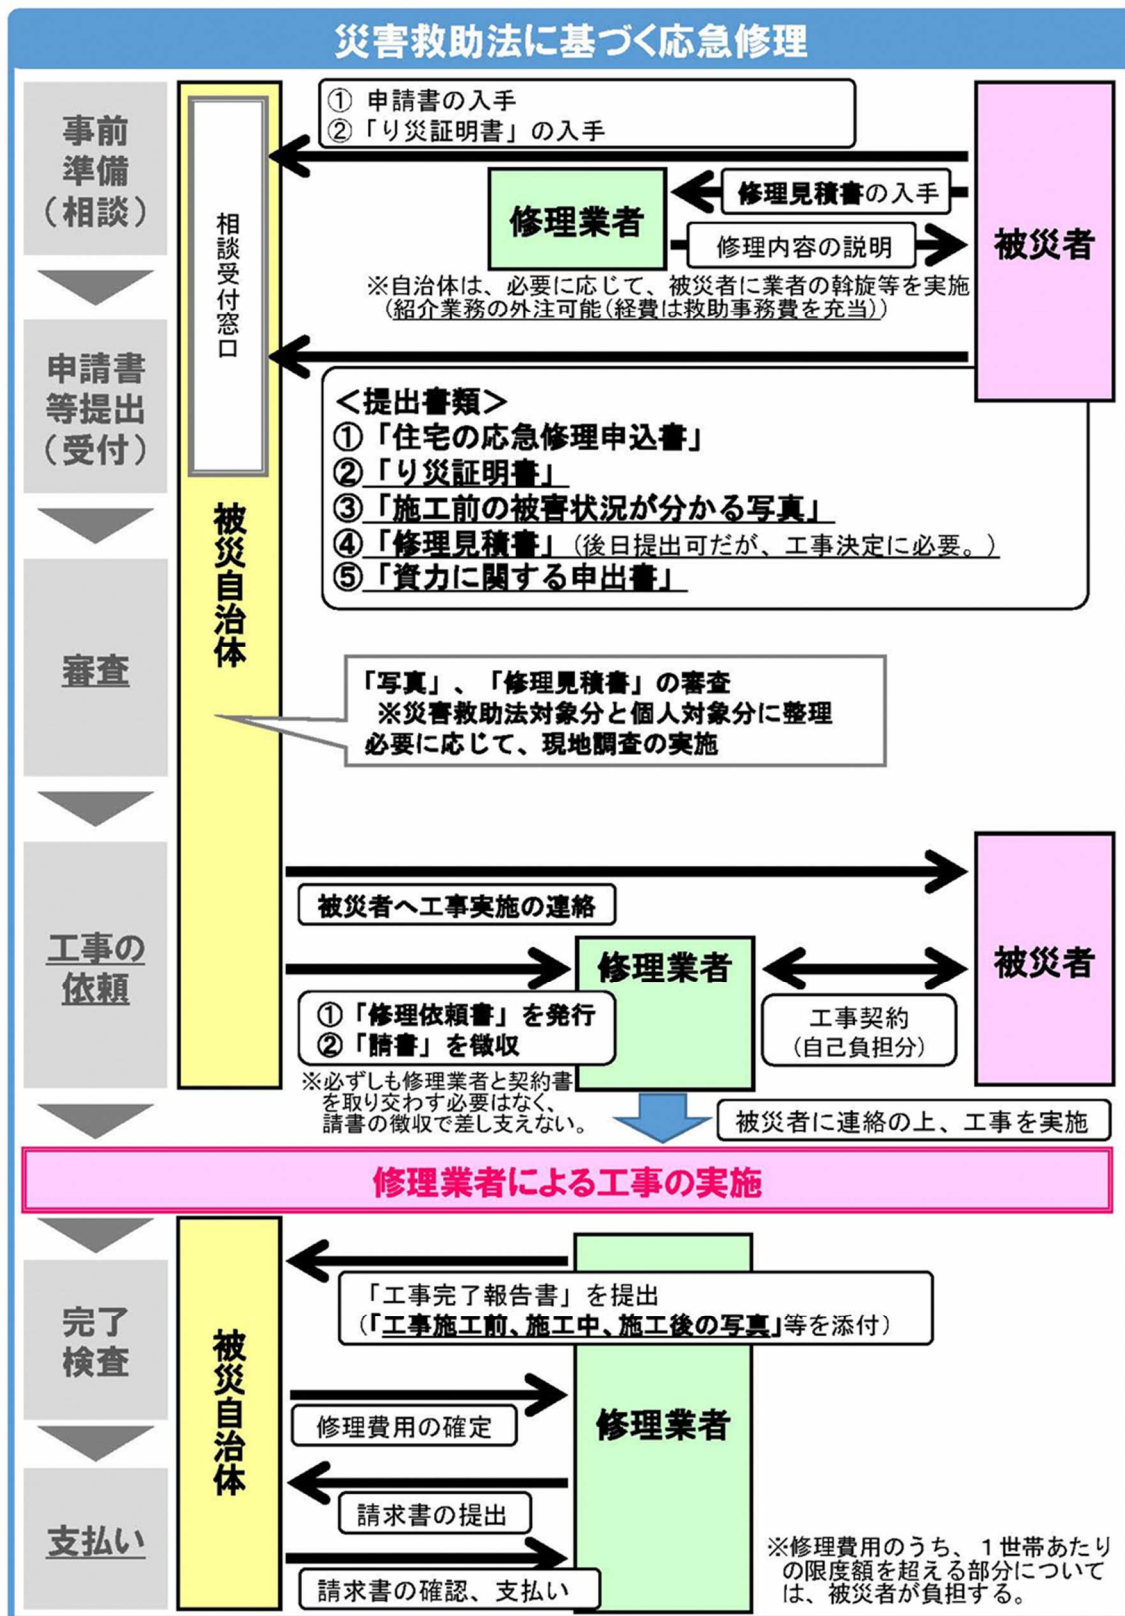 災害救助法に基づく応急修理
事前
準備
(相談)
相談受付窓口
① 申請書の入手
②「り災証明書」の入手
修理業者
修理見積書の入手
修理内容の説明
被災者
※自治体は、必要に応じて、被災者に業者の斡旋等を実施
(紹介業務の外注可能(経費は救助事務費を充当))
申請書
等提出
(受付)
<提出書類>
①「住宅の応急修理申込書」
②「り災証明書」
③「施工前の被害状況が分かる写真」
④「修理見積書」(後日提出可だが、工事決定に必要。)
⑤「資力に関する申出書」
被災自治体
審査
「写真」、「修理見積書」の審査
※災害救助法対象分と個人対象分に整理
必要に応じて、現地調査の実施
工事の
依頼
被災者へ工事実施の連絡
修理業者
被災者
①「修理依頼書」を発行
②「請書」を徴収
工事契約
(自己負担分)
※必ずしも修理業者と契約書
を取り交わす必要はなく、
請書の徴収で差し支えない。
被災者に連絡の上、工事を実施
修理業者による工事の実施
完了
検査
被災自治体
「工事完了報告書」を提出
(「工事施工前、施工中、施工後の写真」等を添付)
修理費用の確定
修理業者
請求書の提出
支払い
請求書の確認、支払い
※修理費用のうち、1世帯あたり
の限度額を超える部分について
は、被災者が負担する。